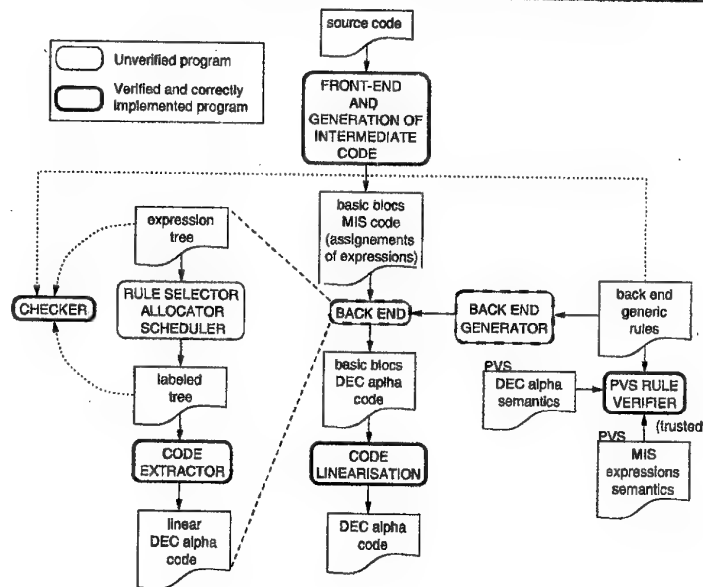 source code
Unverified program
Verified and correctly
implemented program
FRONT-END
AND
GENERATION OF
INTERMEDIATE
CODE
basic blocs
MIS code
(assignements
of expressions)
expression
tree
CHECKER
RULE SELECTOR
ALLOCATOR
SCHEDULER
BACK END
BACK END
GENERATOR
back end
generic
rules
labeled
tree
basic blocs
DEC aplha
code
PVS
DEC alpha
semantics
PVS RULE
VERIFIER
(trusted)
PVS
MIS
expressions
semantics
CODE
EXTRACTOR
CODE
LINEARISATION
linear
DEC alpha
code
DEC alpha
code